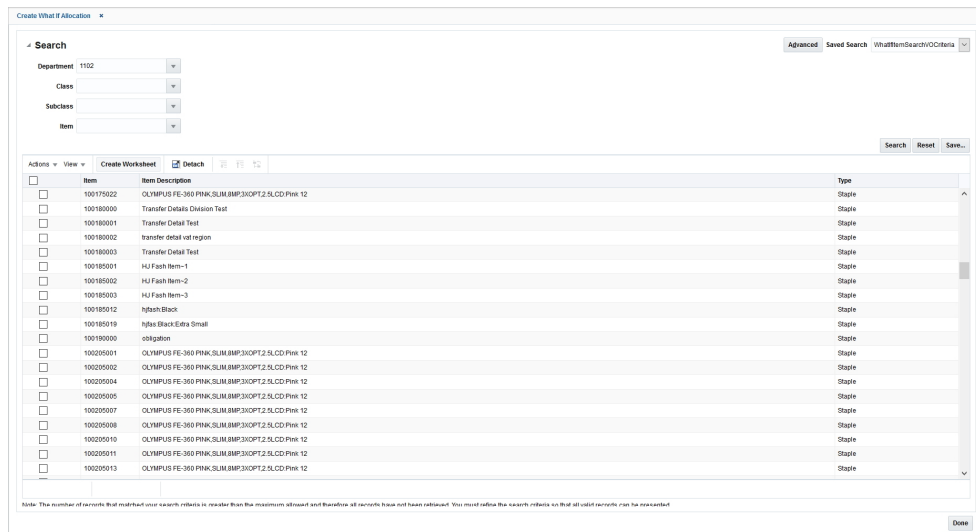 Create What If Allocation ×
Search
Advanced Saved Search WhatIfItemSearchVOCriteria
Department 1102
Class
Subclass
Item
Search Reset Save...
Actions View Create Worksheet Detach
Item Item Description Type
100175022 OLYMPUS FE-360 PINK,SLIM,8MP,3XOPT,2.5LCD:Pink 12 Staple
100180000 Transfer Details Division Test Staple
100180001 Transfer Detail Test Staple
100180002 transfer detail vat region Staple
100180003 Transfer Detail Test Staple
100185001 HJ Fash Item~1 Staple
100185002 HJ Fash Item~2 Staple
100185003 HJ Fash Item~3 Staple
100185012 hjfash:Black Staple
100185019 hjfas:Black:Extra Small Staple
100190000 obligation Staple
100205001 OLYMPUS FE-360 PINK,SLIM,8MP,3XOPT,2.5LCD:Pink 12 Staple
100205002 OLYMPUS FE-360 PINK,SLIM,8MP,3XOPT,2.5LCD:Pink 12 Staple
100205004 OLYMPUS FE-360 PINK,SLIM,8MP,3XOPT,2.5LCD:Pink 12 Staple
100205005 OLYMPUS FE-360 PINK,SLIM,8MP,3XOPT,2.5LCD:Pink 12 Staple
100205007 OLYMPUS FE-360 PINK,SLIM,8MP,3XOPT,2.5LCD:Pink 12 Staple
100205008 OLYMPUS FE-360 PINK,SLIM,8MP,3XOPT,2.5LCD:Pink 12 Staple
100205010 OLYMPUS FE-360 PINK,SLIM,8MP,3XOPT,2.5LCD:Pink 12 Staple
100205011 OLYMPUS FE-360 PINK,SLIM,8MP,3XOPT,2.5LCD:Pink 12 Staple
100205013 OLYMPUS FE-360 PINK,SLIM,8MP,3XOPT,2.5LCD:Pink 12 Staple
Note: The number of records that matched your search criteria is greater than the maximum allowed and therefore all records have not been retrieved. You must refine the search criteria so that all valid records can be presented.
Done